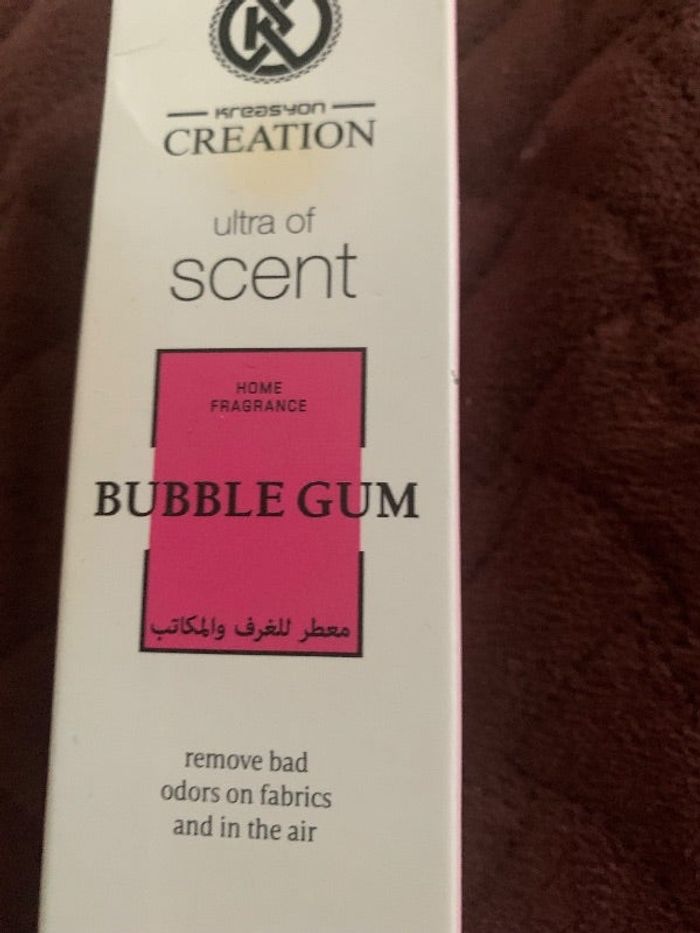 Kreasyon
CREATION
ultra of
scent
HOME
FRAGRANCE
BUBBLE GUM
معطر للغرف والمكاتب
remove bad
odors on fabrics
and in the air